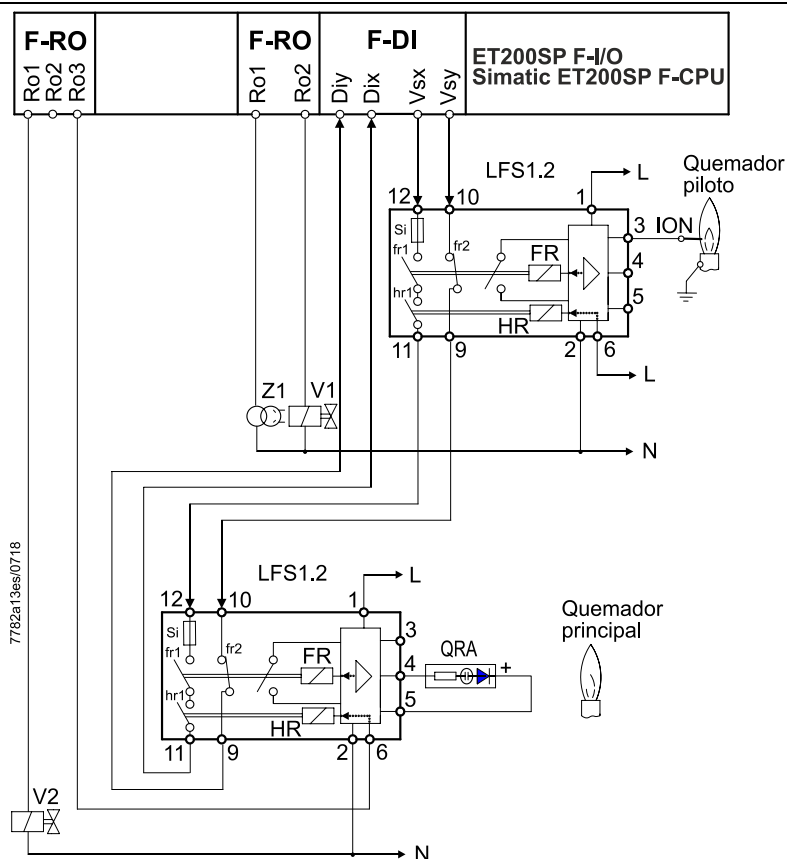 F-RO
F-RO
F-DI
ET200SP F-I/O
Simatic ET200SP F-CPU
Ro1
Ro2
Ro3
Ro1
Ro2
Diy
Dix
Vsx
Vsy
LFS1.2
L
Quemador
piloto
12
10
1
Si
fr1
fr2
FR
3
ION
4
hr1
HR
5
11
9
2
6
L
Z1
V1
N
7782a13es/0718
LFS1.2
L
12
10
1
Quemador
principal
Si
fr1
fr2
FR
3
4
QRA
+
hr1
HR
5
11
9
2
6
V2
N